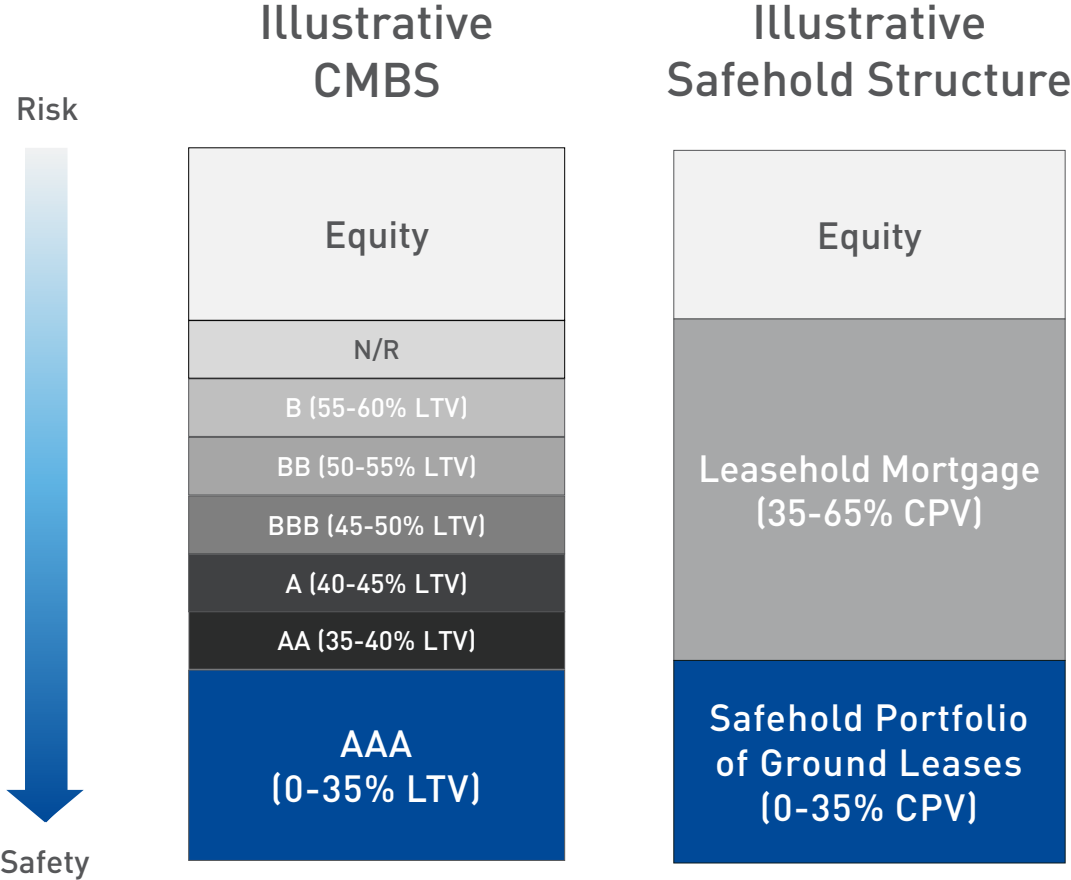 Illustrative
CMBS
Illustrative
Safehold Structure
Risk
Safety
Equity
N/R
B (55-60% LTV)
BB (50-55% LTV)
BBB (45-50% LTV)
A (40-45% LTV)
AA (35-40% LTV)
AAA
(0-35% LTV)
Equity
Leasehold Mortgage
(35-65% CPV)
Safehold Portfolio
of Ground Leases
(0-35% CPV)